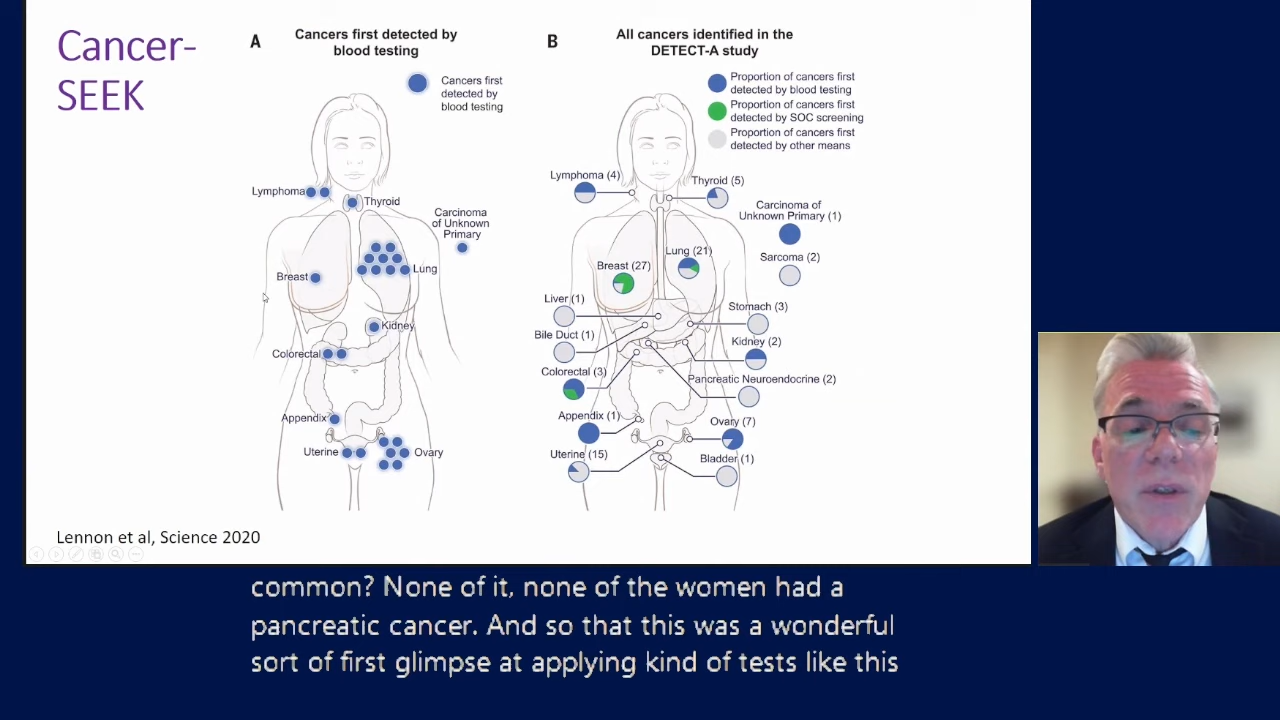 Cancer-
SEEK
A
Cancers first detected by
blood testing
Cancers first
detected by
blood testing
Lymphoma
Thyroid
Carcinoma
of Unknown
Primary
Breast
Lung
Kidney
Colorectal
Appendix
Uterine
Ovary
B
All cancers identified in the
DETECT-A study
Proportion of cancers first
detected by blood testing
Proportion of cancers first
detected by SOC screening
Proportion of cancers first
detected by other means
Lymphoma (4)
Thyroid (5)
Carcinoma of
Unknown Primary (1)
Lung (21)
Sarcoma (2)
Breast (27)
Liver (1)
Stomach (3)
Bile Duct (1)
Kidney (2)
Colorectal (3)
Pancreatic Neuroendocrine (2)
Appendix (1)
Ovary (7)
Uterine (15)
Bladder (1)
Lennon et al, Science 2020
common? None of it, none of the women had a
pancreatic cancer. And so that this was a wonderful
sort of first glimpse at applying kind of tests like this